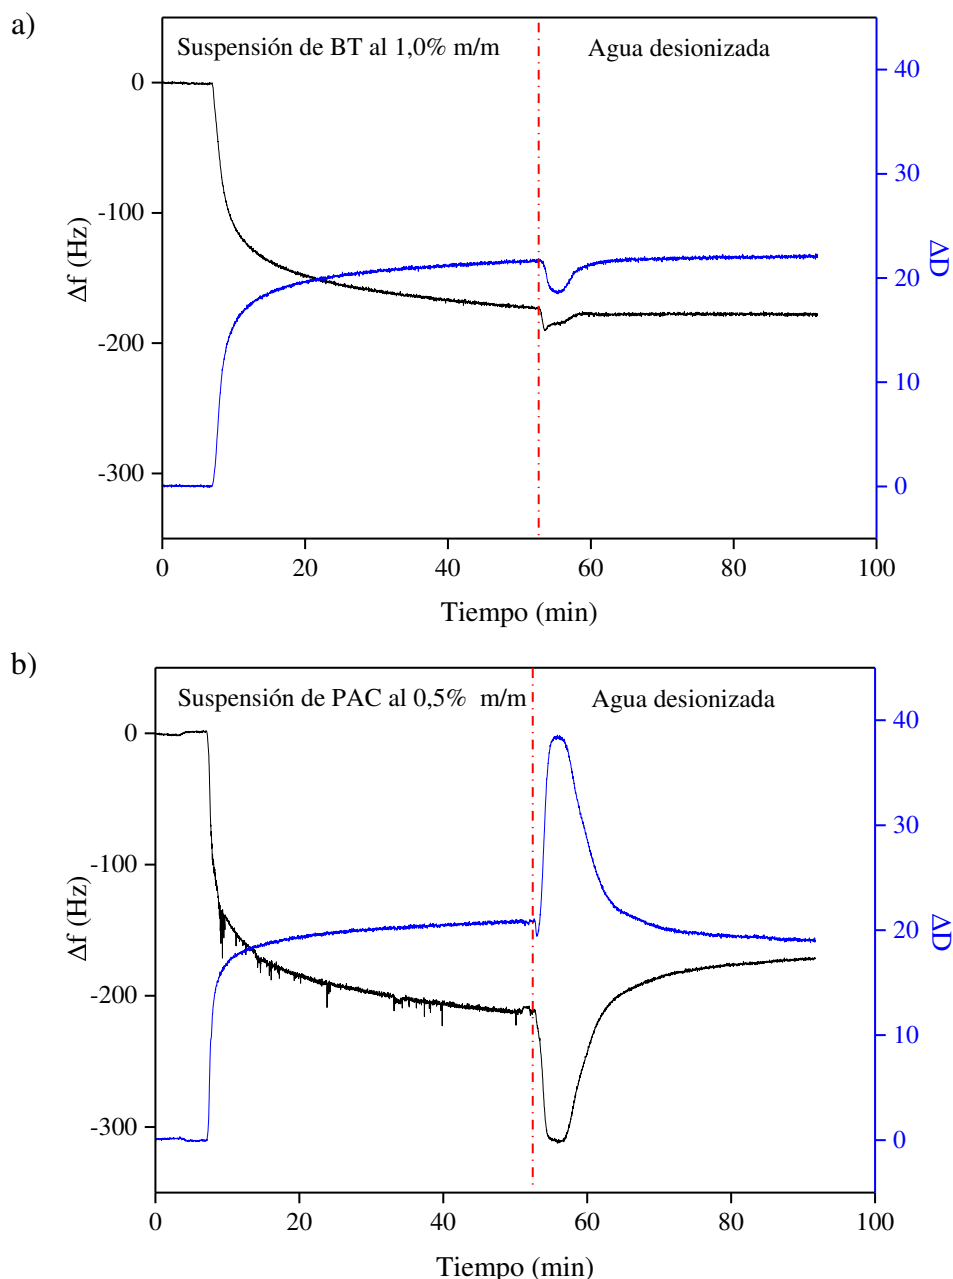 a)
Suspensión de BT al 1,0% m/m
Agua desionizada
0
-100
-200
-300
Δf (Hz)
40
30
20
10
0
ΔD
0
20
40
60
80
100
Tiempo (min)
b)
Suspensión de PAC al 0,5% m/m
Agua desionizada
0
-100
-200
-300
Δf (Hz)
40
30
20
10
0
ΔD
0
20
40
60
80
100
Tiempo (min)